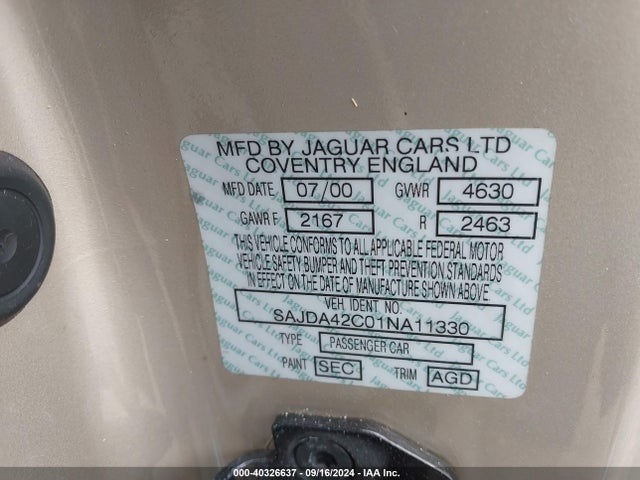 MFD BY JAGUAR CARS LTD
COVENTRY ENGLAND
MFD DATE 07/00 GVWR 4630
GAWR F 2167 R 2463
THIS VEHICLE CONFORMS TO ALL APPLICABLE FEDERAL MOTOR
VEHICLE SAFETY, BUMPER AND THEFT PREVENTION STANDARDS
IN EFFECT ON THE DATE OF MANUFACTURE SHOWN ABOVE.
VEH. IDENT NO.
SAJDA42C01NA11330
TYPE PASSENGER CAR
PAINT SEC TRIM AGD
000-40326637 - 09/16/2024 - IAA Inc.